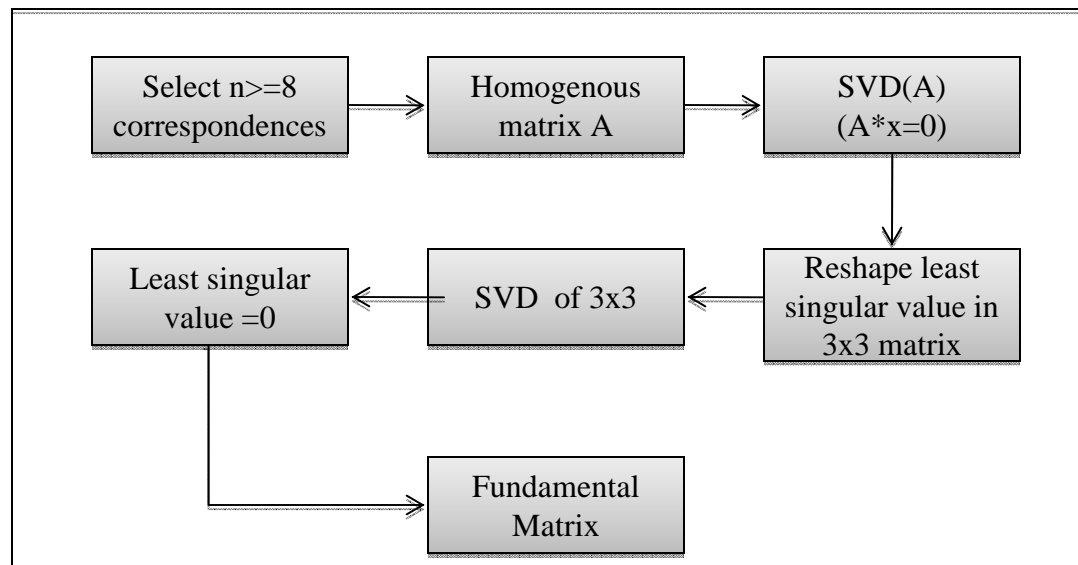 Select n>=8
correspondences
Homogenous
matrix A
SVD(A)
(A*x=0)
Reshape least
singular value in
3x3 matrix
SVD of 3x3
Least singular
value =0
Fundamental
Matrix